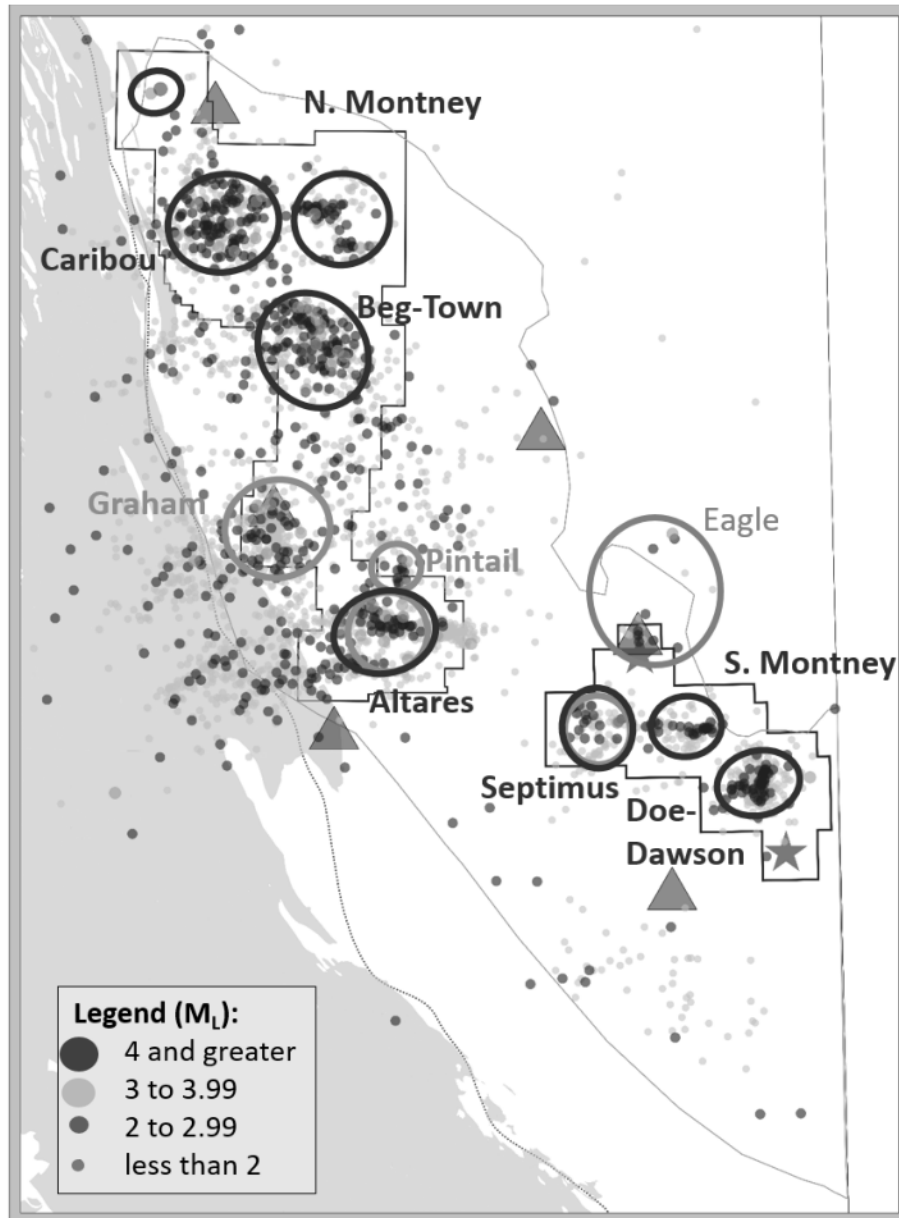 N. Montney
Caribou
Beg-Town
Graham
Pintail
Eagle
S. Montney
Altares
Septimus
Doe-
Dawson
Legend (ML):
4 and greater
3 to 3.99
2 to 2.99
less than 2